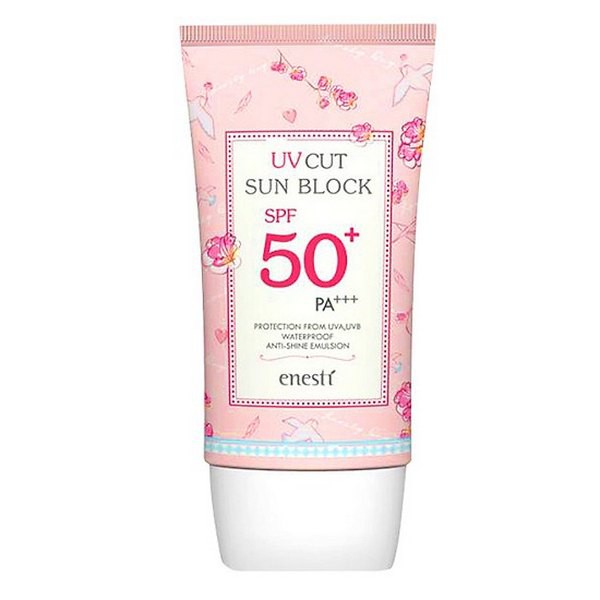 UV CUT
SUN BLOCK
SPF
50+
PA+++
PROTECTION FROM UVA,UVB
WATERPROOF
ANTI-SHINE EMULSION
enesti